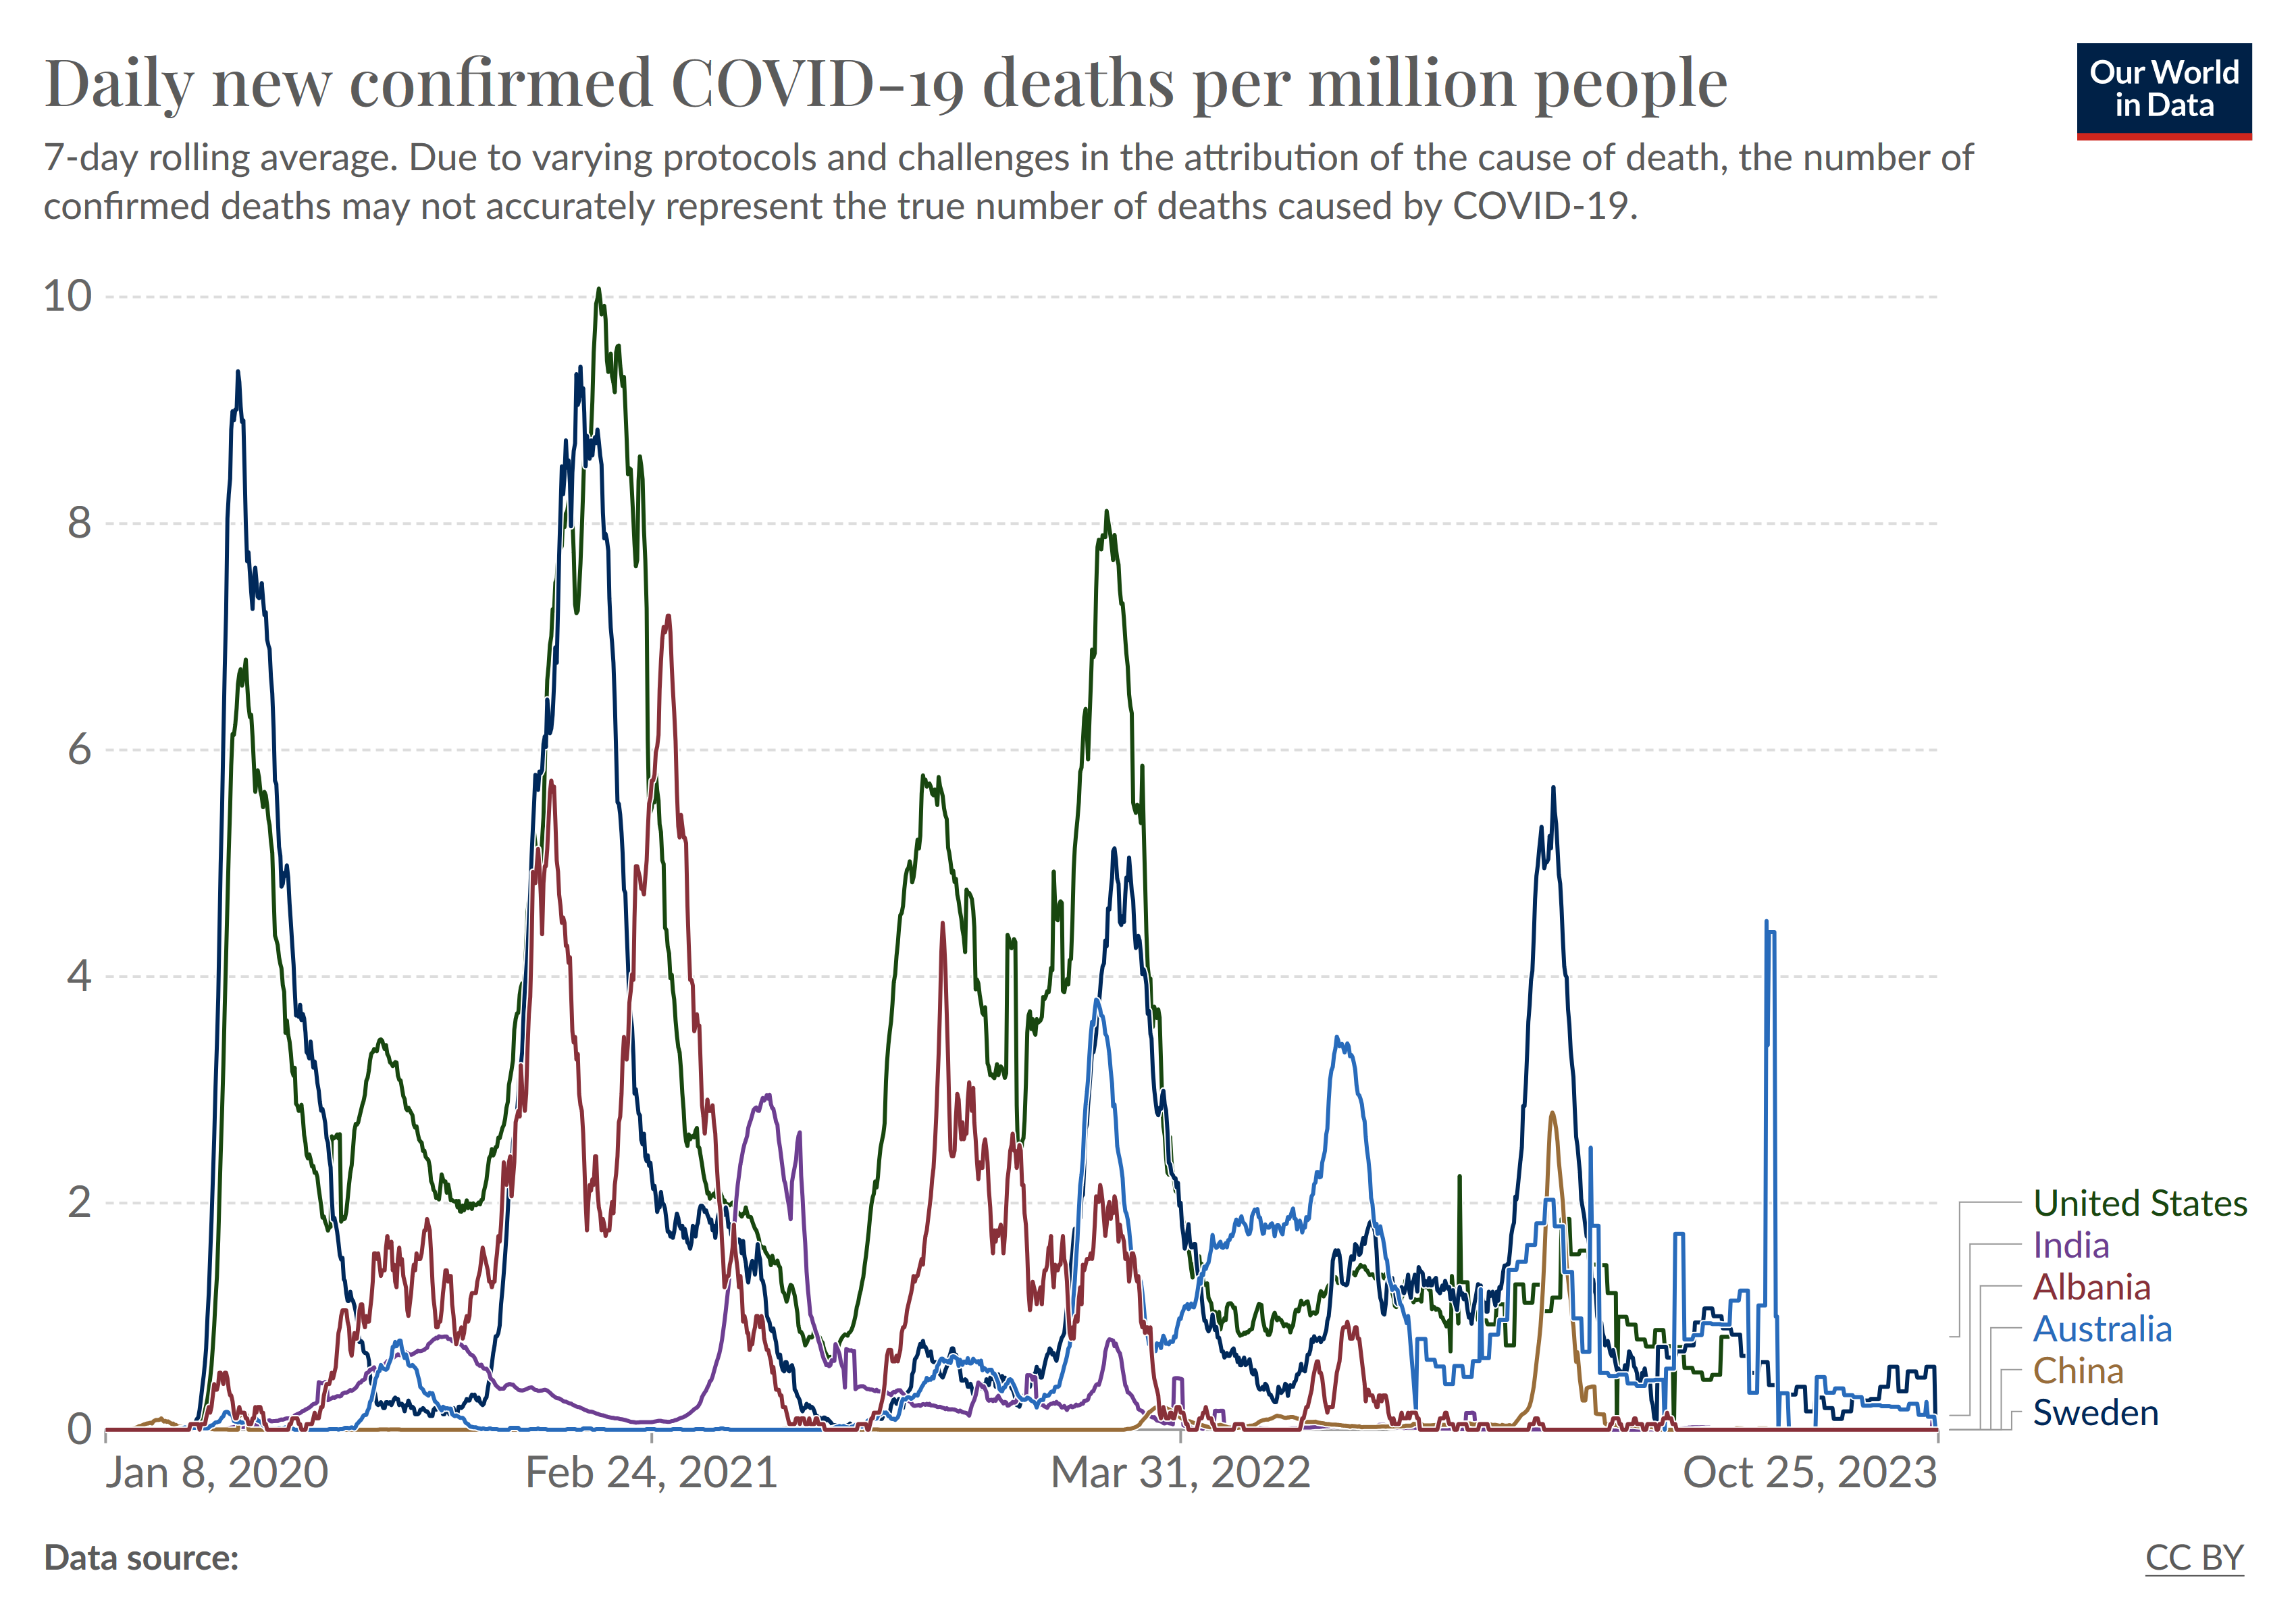 Daily new confirmed COVID-19 deaths per million people
Our World
in Data
7-day rolling average. Due to varying protocols and challenges in the attribution of the cause of death, the number of
confirmed deaths may not accurately represent the true number of deaths caused by COVID-19.
10
8
6
4
2
0
United States
India
Albania
Australia
China
Sweden
Jan 8, 2020
Feb 24, 2021
Mar 31, 2022
Oct 25, 2023
Data source:
CC BY